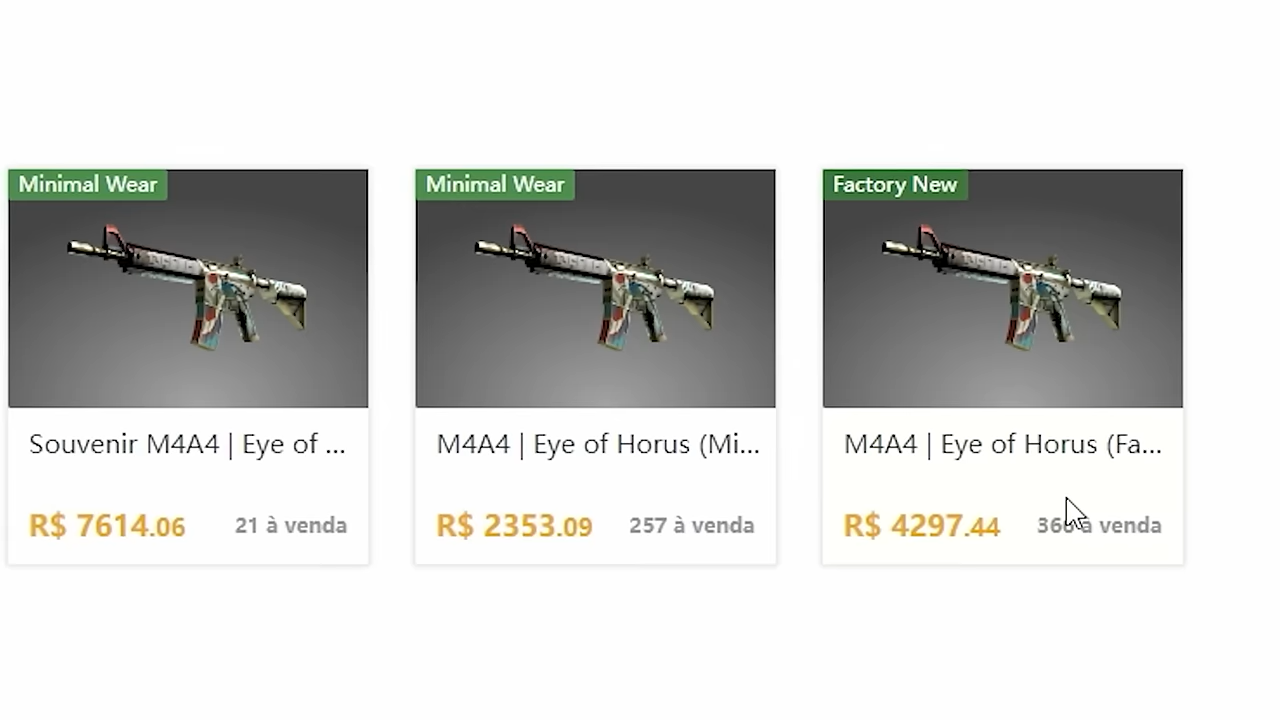 Minimal Wear
Souvenir M4A4 | Eye of ...
R$ 7614.06 21 à venda
Minimal Wear
M4A4 | Eye of Horus (Mi...
R$ 2353.09 257 à venda
Factory New
M4A4 | Eye of Horus (Fa...
R$ 4297.44 à venda